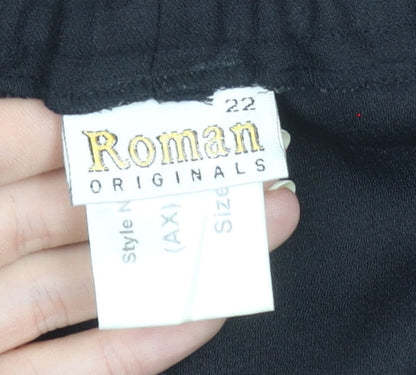 22
Roman
ORIGINALS
Style N
(AX)
Size